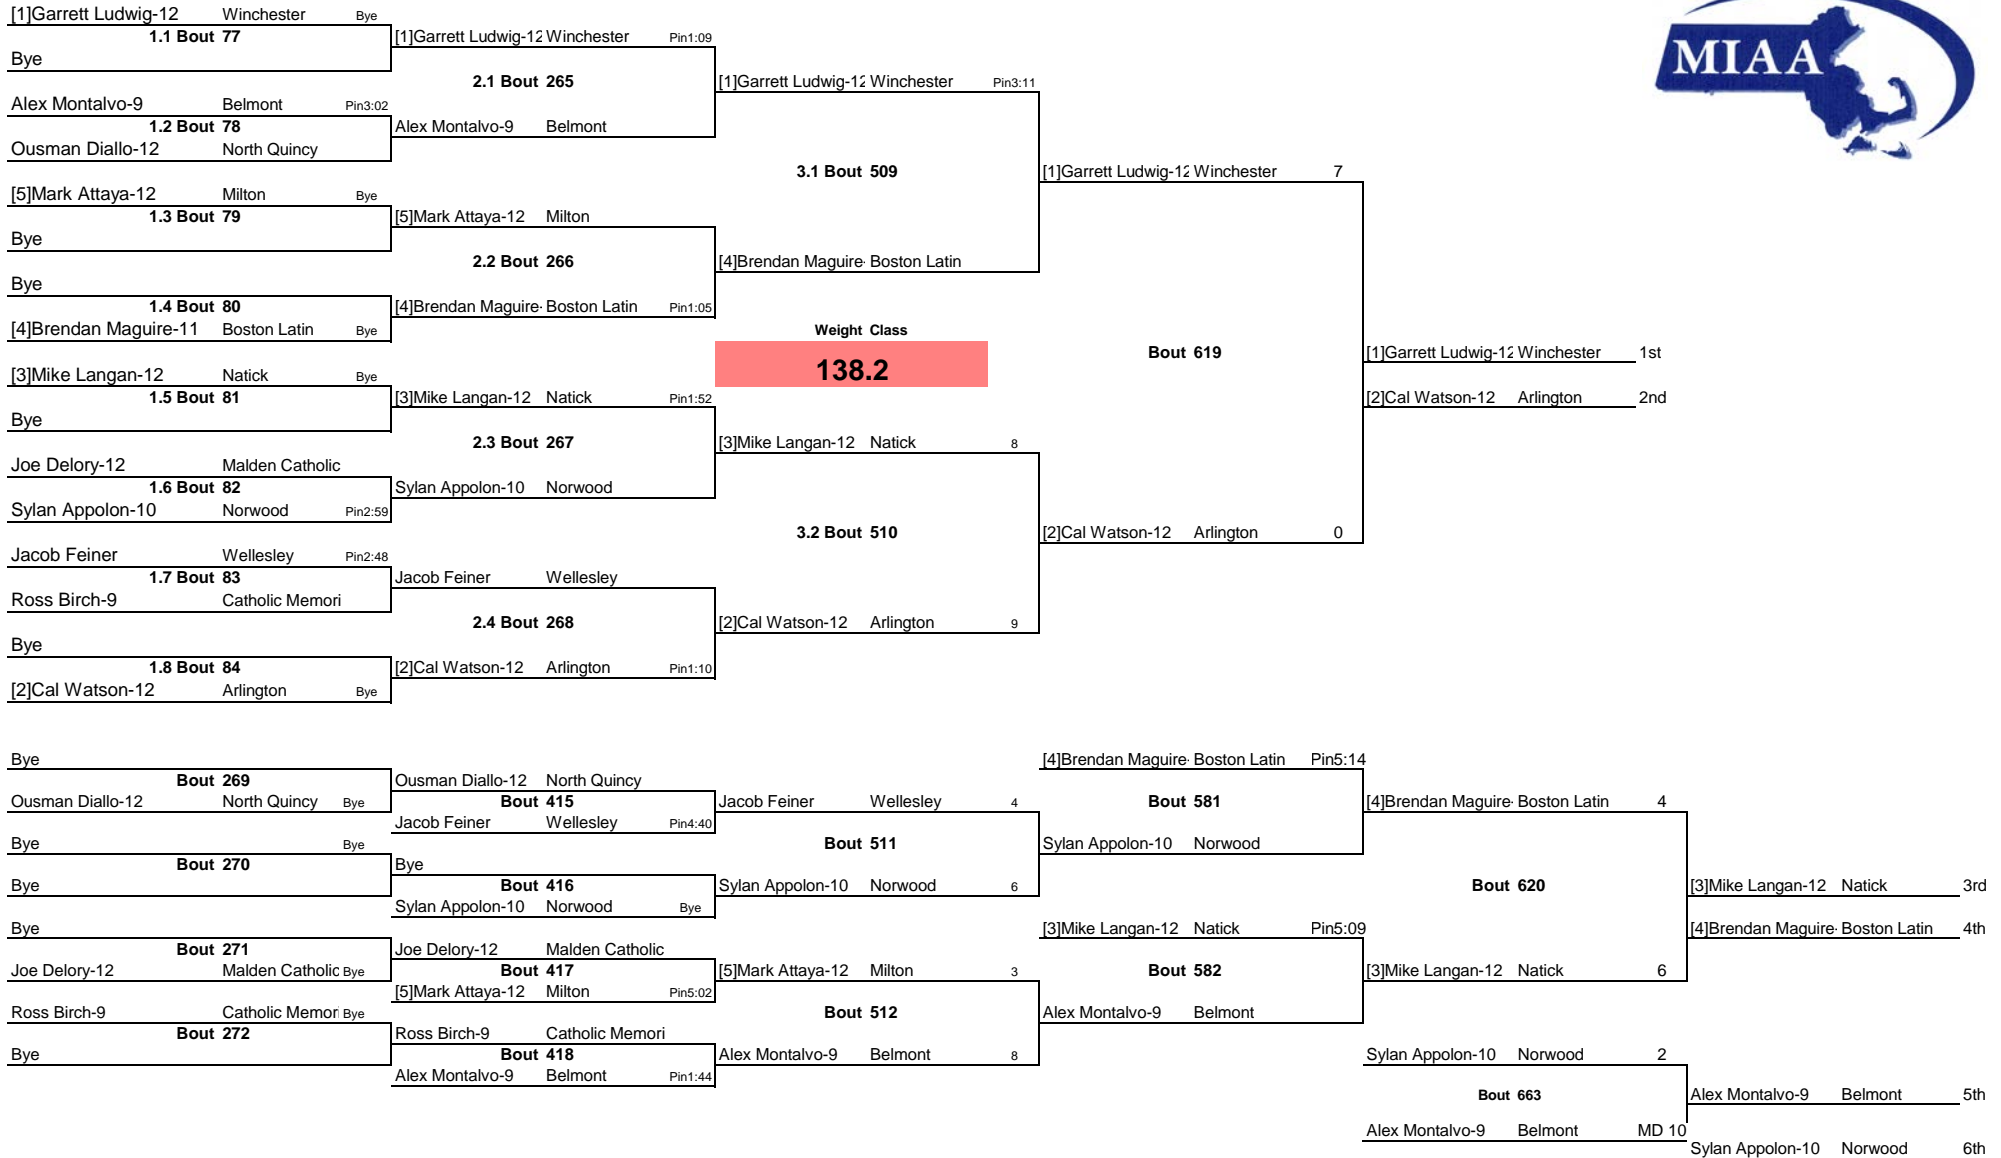 [1]Garrett Ludwig-12 Winchester Bye
1.1 Bout 77
Bye
[1]Garrett Ludwig-12 Winchester Pin1:09
2.1 Bout 265
Alex Montalvo-9 Belmont Pin3:02
1.2 Bout 78
Ousman Diallo-12 North Quincy
Alex Montalvo-9 Belmont
[1]Garrett Ludwig-12 Winchester Pin3:11
3.1 Bout 509
[5]Mark Attaya-12 Milton Bye
1.3 Bout 79
Bye
[5]Mark Attaya-12 Milton
2.2 Bout 266
Bye
1.4 Bout 80
[4]Brendan Maguire-11 Boston Latin Bye
[4]Brendan Maguire- Boston Latin Pin1:05
[4]Brendan Maguire- Boston Latin
[1]Garrett Ludwig-12 Winchester 7
MIAA
Weight Class
138.2
Bout 619
[1]Garrett Ludwig-12 Winchester 1st
[2]Cal Watson-12 Arlington 2nd
[3]Mike Langan-12 Natick Bye
1.5 Bout 81
Bye
[3]Mike Langan-12 Natick Pin1:52
2.3 Bout 267
Joe Delory-12 Malden Catholic
1.6 Bout 82
Sylan Appolon-10 Norwood Pin2:59
Sylan Appolon-10 Norwood
[3]Mike Langan-12 Natick 8
3.2 Bout 510
[2]Cal Watson-12 Arlington 0
Jacob Feiner Wellesley Pin2:48
1.7 Bout 83
Ross Birch-9 Catholic Memori
Jacob Feiner Wellesley
2.4 Bout 268
[2]Cal Watson-12 Arlington 9
Bye
1.8 Bout 84
[2]Cal Watson-12 Arlington Bye
[2]Cal Watson-12 Arlington Pin1:10
Bye
Bout 269
Ousman Diallo-12 North Quincy Bye
Ousman Diallo-12 North Quincy
Bout 415
Jacob Feiner Wellesley Pin4:40
Jacob Feiner Wellesley 4
Bout 511
Bye Bye
Bout 270
Bye
Bye
Bout 416
Sylan Appolon-10 Norwood Bye
Sylan Appolon-10 Norwood 6
[4]Brendan Maguire- Boston Latin Pin5:14
Bout 581
Sylan Appolon-10 Norwood
[4]Brendan Maguire- Boston Latin 4
Bout 620
[3]Mike Langan-12 Natick 3rd
[4]Brendan Maguire- Boston Latin 4th
Bye
Bout 271
Joe Delory-12 Malden Catholic Bye
Joe Delory-12 Malden Catholic
Bout 417
[5]Mark Attaya-12 Milton Pin5:02
[5]Mark Attaya-12 Milton 3
Bout 512
Ross Birch-9 Catholic Memori Bye
Bout 272
Bye
Ross Birch-9 Catholic Memori
Bout 418
Alex Montalvo-9 Belmont Pin1:44
Alex Montalvo-9 Belmont 8
[3]Mike Langan-12 Natick Pin5:09
Bout 582
Alex Montalvo-9 Belmont
[3]Mike Langan-12 Natick 6
Sylan Appolon-10 Norwood 2
Bout 663
Alex Montalvo-9 Belmont MD 10
Alex Montalvo-9 Belmont 5th
Sylan Appolon-10 Norwood 6th